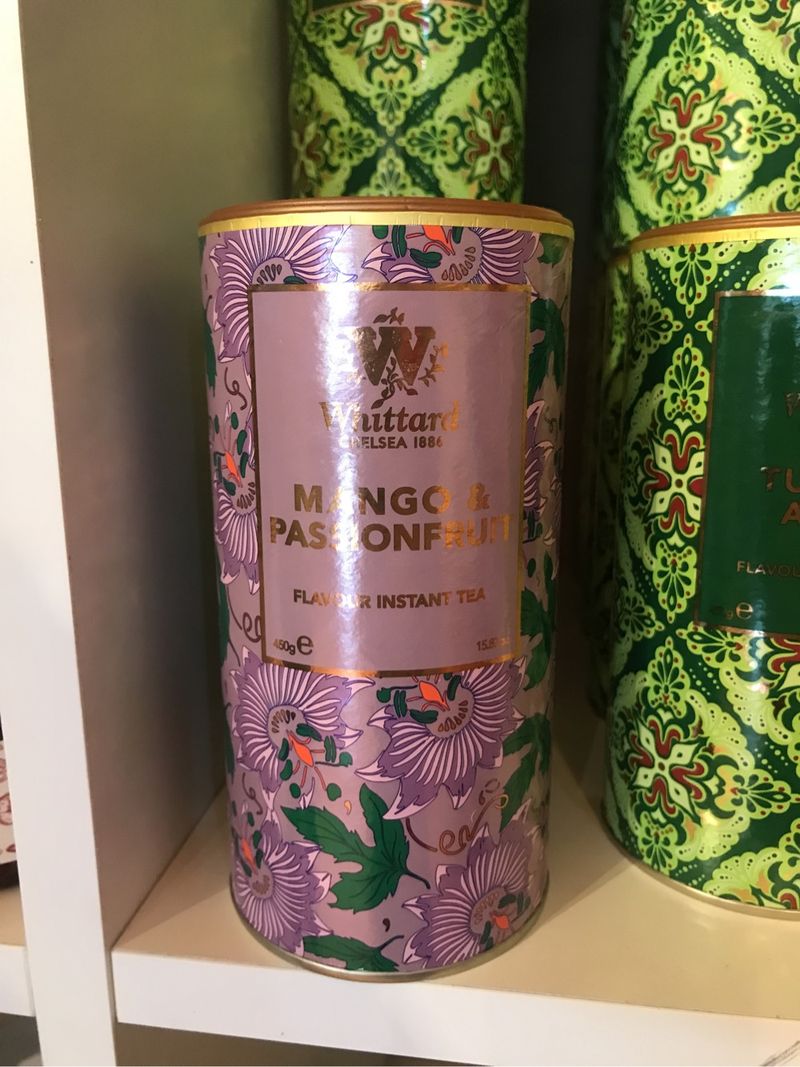 W
Whittard
CHELSEA 1886
MANGO &
PASSIONFRUIT
FLAVOUR INSTANT TEA
450g e